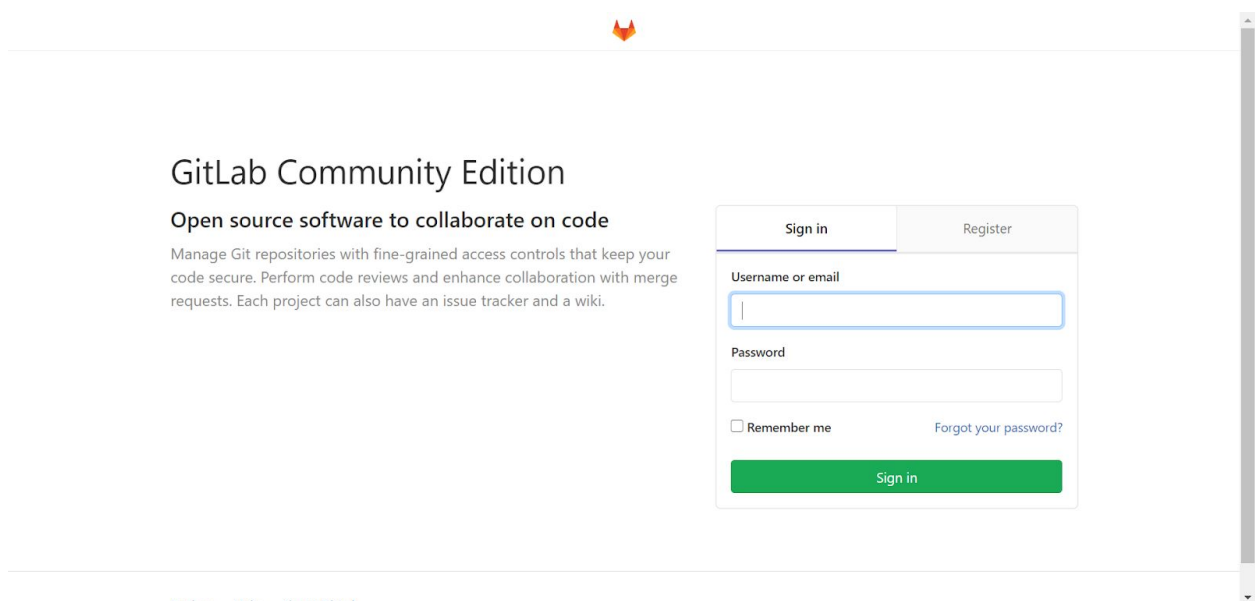 GitLab Community Edition
Open source software to collaborate on code
Manage Git repositories with fine-grained access controls that keep your
code secure. Perform code reviews and enhance collaboration with merge
requests. Each project can also have an issue tracker and a wiki.
Sign in
Register
Username or email
Password
Remember me
Forgot your password?
Sign in